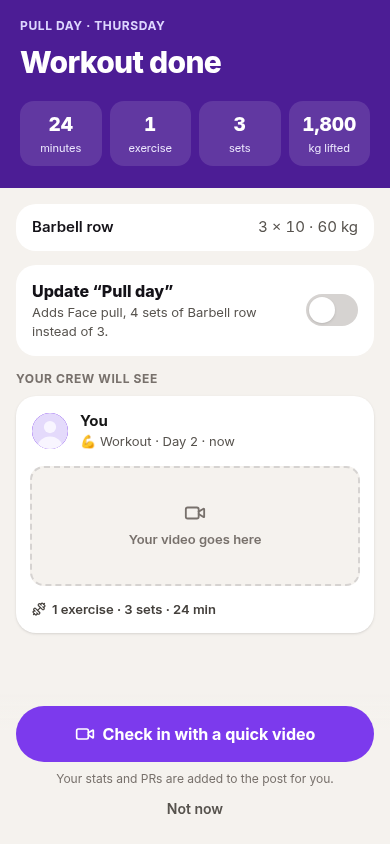 PULL DAY · THURSDAY
Workout done
24
minutes
1
exercise
3
sets
1,800
kg lifted
Barbell row
3 × 10 · 60 kg
Update “Pull day”
Adds Face pull, 4 sets of Barbell row
instead of 3.
YOUR CREW WILL SEE
You
💪 Workout · Day 2 · now
Your video goes here
1 exercise · 3 sets · 24 min
Check in with a quick video
Your stats and PRs are added to the post for you.
Not now